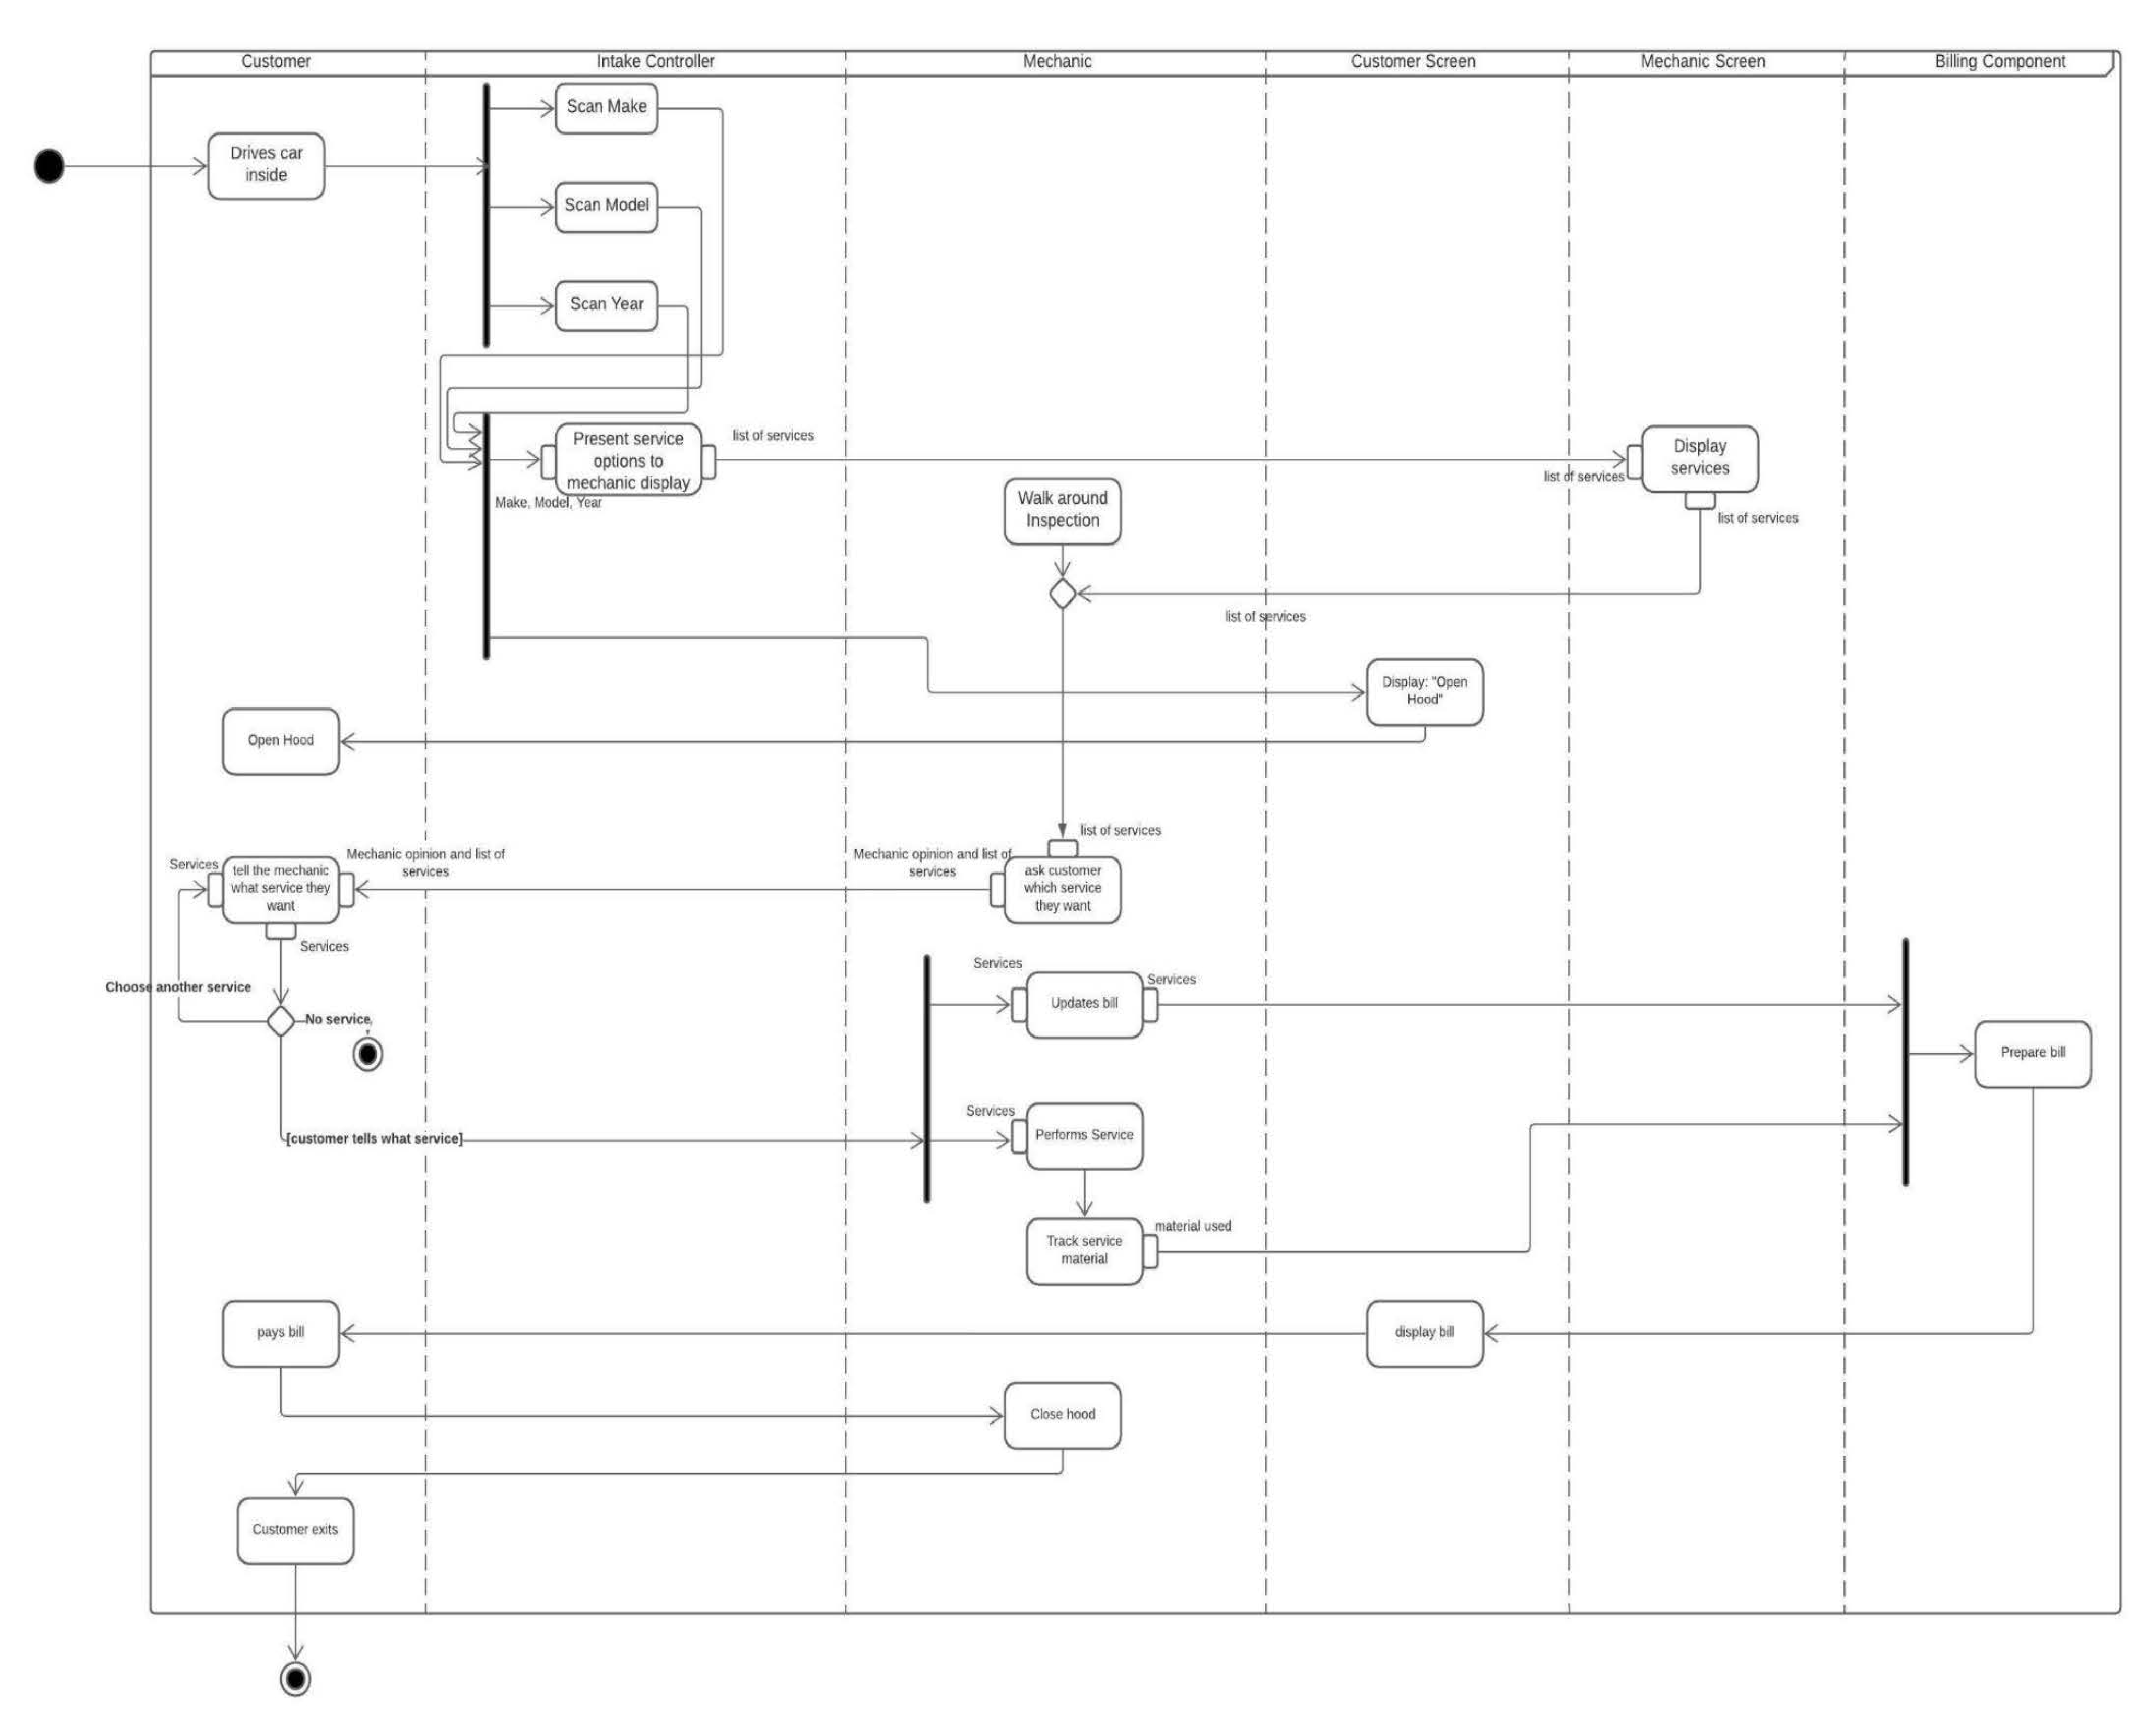 Customer
Intake Controller
Mechanic
Customer Screen
Mechanic Screen
Billing Component
Scan Make
Drives car
inside
Scan Model
Scan Year
Present service
options to
mechanic display
list of services
Make, Model, Year
list of services
Display
services
list of services
Walk around
Inspection
list of services
Display: "Open
Hood"
Open Hood
list of services
Services
tell the mechanic
what service they
want
Mechanic opinion and list of
services
Mechanic opinion and list of
services
ask customer
which service
they want
Services
Choose another service
No service
Services
Updates bill
Services
Prepare bill
Services
Performs Service
[customer tells what service]
Track service
material
material used
pays bill
display bill
Close hood
Customer exits